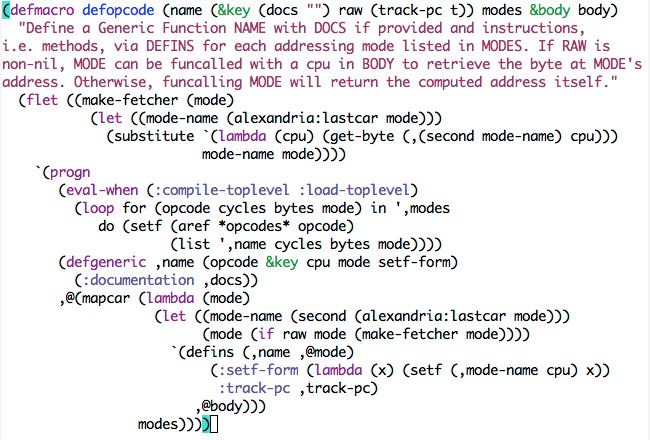 (defmacro defopcode (name (&key (docs "") raw (track-pc t)) modes &body body)
  "Define a Generic Function NAME with DOCS if provided and instructions,
i.e. methods, via DEFINS for each addressing mode listed in MODES. If RAW is
non-nil, MODE can be funcalled with a cpu in BODY to retrieve the byte at MODE's
address. Otherwise, funcalling MODE will return the computed address itself."
  (flet ((make-fetcher (mode)
           (let ((mode-name (alexandria:lastcar mode)))
             (substitute `(lambda (cpu) (get-byte (,(second mode-name) cpu)))
                         mode-name mode))))
    `(progn
       (eval-when (:compile-toplevel :load-toplevel)
         (loop for (opcode cycles bytes mode) in ',modes
            do (setf (aref *opcodes* opcode)
                     (list ',name cycles bytes mode))))
       (defgeneric ,name (opcode &key cpu mode setf-form)
         (:documentation ,docs))
       ,@(mapcar (lambda (mode)
                   (let ((mode-name (second (alexandria:lastcar mode)))
                         (mode (if raw mode (make-fetcher mode))))
                     `(defins (,name ,@mode)
                          (:setf-form (lambda (x) (setf (,mode-name cpu) x))
                           :track-pc ,track-pc)
                        ,@body)))
                 modes))))